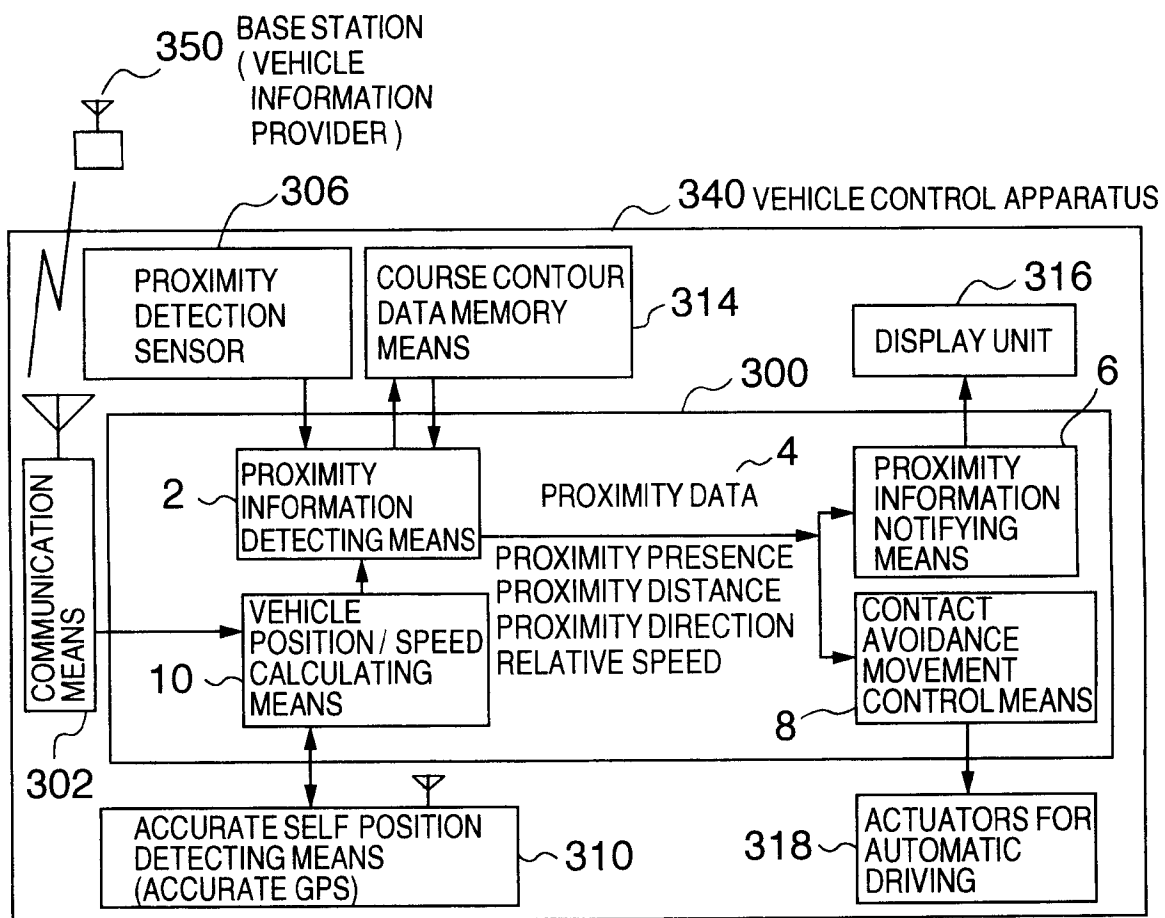 350
BASE STATION
( VEHICLE
INFORMATION
PROVIDER )
306
340 VEHICLE CONTROL APPARATUS
PROXIMITY
DETECTION
SENSOR
COURSE CONTOUR
DATA MEMORY
MEANS
314
316
DISPLAY UNIT
300
6
COMMUNICATION
MEANS
302
2
PROXIMITY
INFORMATION
DETECTING MEANS
4
PROXIMITY DATA
PROXIMITY PRESENCE
PROXIMITY DISTANCE
PROXIMITY DIRECTION
RELATIVE SPEED
PROXIMITY
INFORMATION
NOTIFYING
MEANS
10
VEHICLE
POSITION / SPEED
CALCULATING
MEANS
CONTACT
AVOIDANCE
MOVEMENT
CONTROL MEANS
8
ACCURATE SELF POSITION
DETECTING MEANS
(ACCURATE GPS)
310
318
ACTUATORS FOR
AUTOMATIC
DRIVING